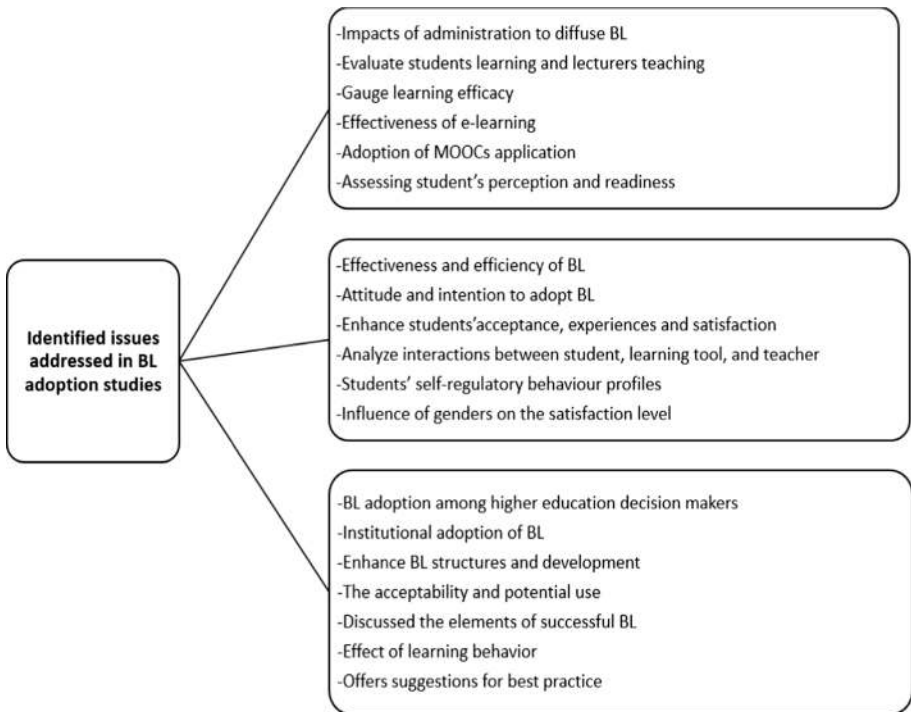 Identified issues
addressed in BL
adoption studies
-Impacts of administration to diffuse BL
-Evaluate students learning and lecturers teaching
-Gauge learning efficacy
-Effectiveness of e-learning
-Adoption of MOOCs application
-Assessing student's perception and readiness
-Effectiveness and efficiency of BL
-Attitude and intention to adopt BL
-Enhance students'acceptance, experiences and satisfaction
-Analyze interactions between student, learning tool, and teacher
-Students' self-regulatory behaviour profiles
-Influence of genders on the satisfaction level
-BL adoption among higher education decision makers
-Institutional adoption of BL
-Enhance BL structures and development
-The acceptability and potential use
-Discussed the elements of successful BL
-Effect of learning behavior
-Offers suggestions for best practice